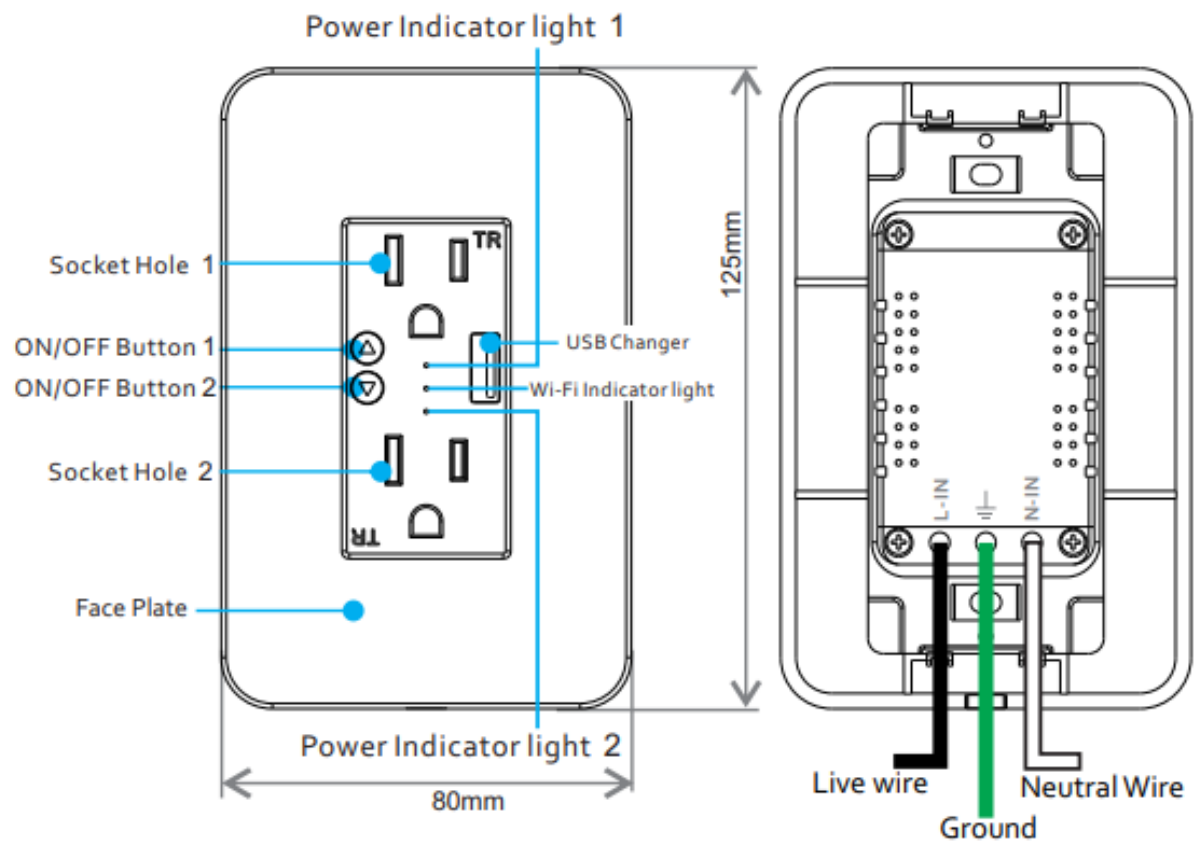 Power Indicator light 1
TR
Socket Hole 1
125mm
ON/OFF Button 1
USB Changer
ON/OFF Button 2
Wi-Fi Indicator light
Socket Hole 2
TR
Face Plate
Power Indicator light 2
80mm
L-IN
N-IN
Live wire
Neutral Wire
Ground